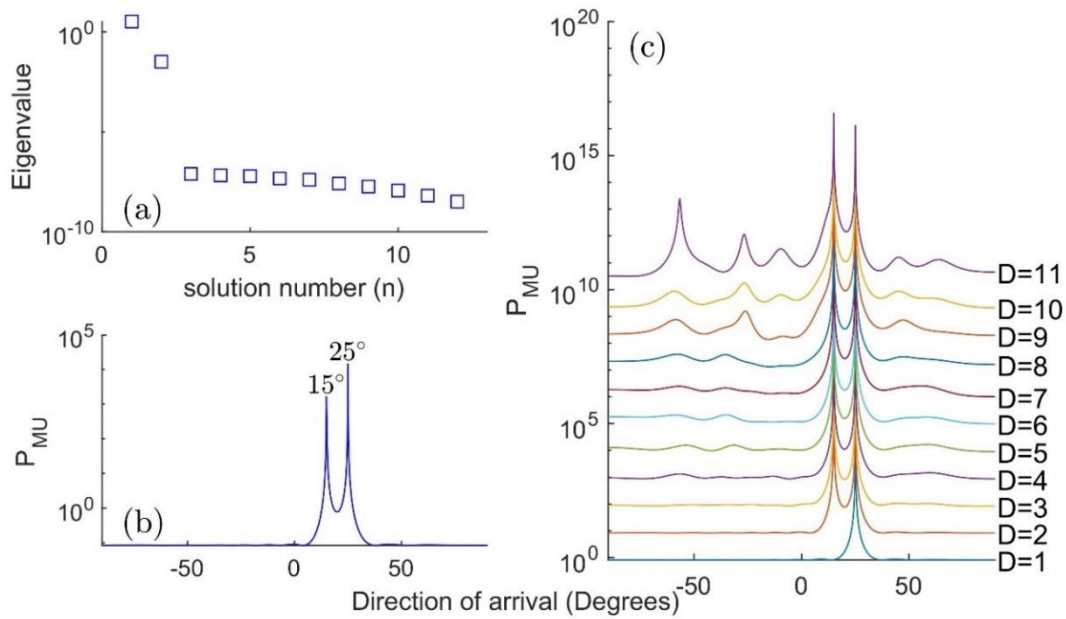 10^0
Eigenvalue
(a)
10^-10
0
5
10
solution number (n)
10^5
25°
15°
P_MU
10^0
(b)
-50
0
50
10^20
(c)
10^15
P_MU
10^10
10^5
10^0
D=11
D=10
D=9
D=8
D=7
D=6
D=5
D=4
D=3
D=2
D=1
-50
0
50
Direction of arrival (Degrees)